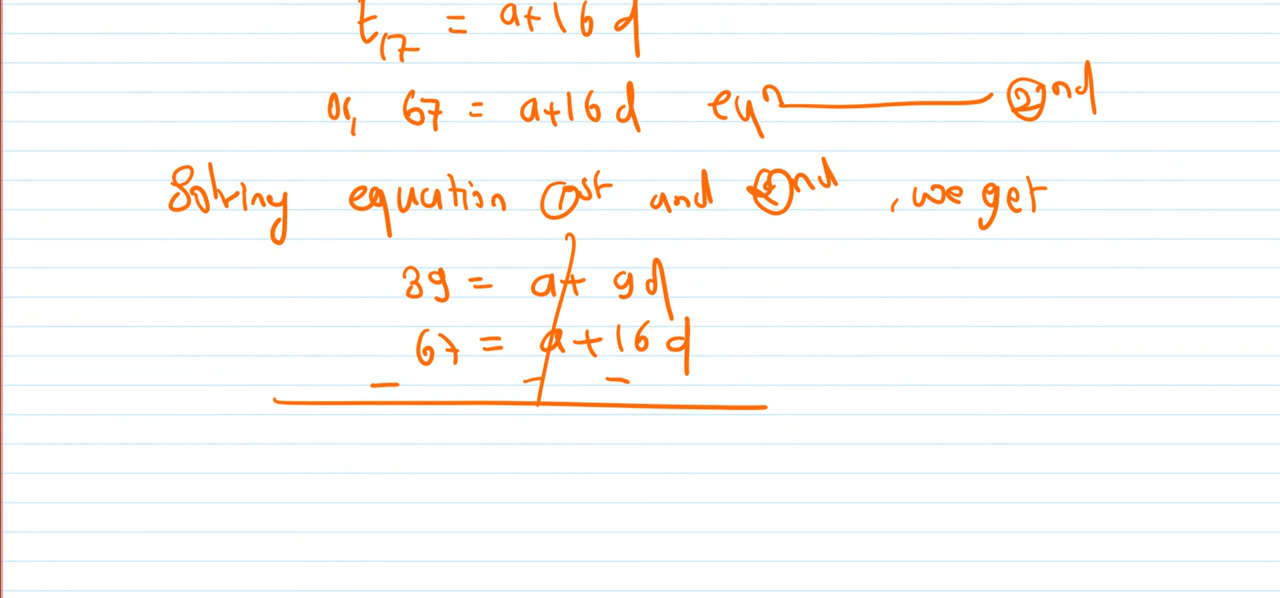 t17 = a+16d
or, 67 = a+16d eqn 2nd
Solving equation 1st and 2nd, we get
39 = a+ 9d
67 = a+16d
- - -